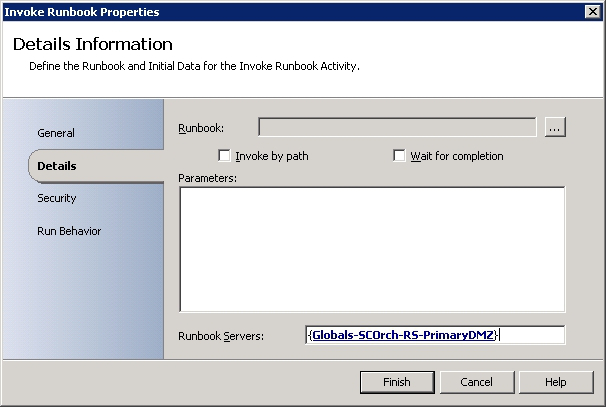 Invoke Runbook Properties
Details Information
Define the Runbook and Initial Data for the Invoke Runbook Activity.
General
Details
Security
Run Behavior
Runbook:
...
Invoke by path
Wait for completion
Parameters:
Runbook Servers:
{Globals-SCOrch-RS-PrimaryDMZ}
Finish
Cancel
Help